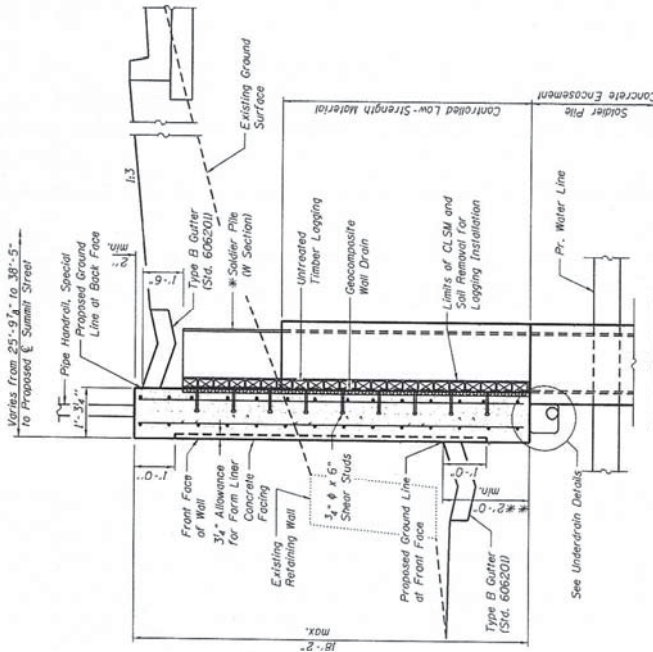 Varies from 25'-9⅞" to 38'-5"
to Proposed ℄ Summit Street
Pipe Handrail, Special
Proposed Ground
Line at Back Face
1'-3¼"
2"
min.
1'-6"
Type B Gutter
(Std. 606201)
1:3
Existing Ground
Surface
*Soldier Pile
(W Section)
Untreated
Timber Lagging
Geocomposite
Wall Drain
Limits of CLSM and
Soil Removal for
Lagging Installation
Controlled Low-Strength Material
Soldier Pile
Concrete Encasement
Pr. Water Line
1'-0"
Front Face
of Wall
3¼" Allowance
for Form Liner
Concrete
Facing
Existing
Retaining Wall
¾" ϕ x 6"
Shear Studs
Proposed Ground Line
at Front Face
1'-0"
**2'-0"
min.
Type B Gutter
(Std. 606201)
See Underdrain Details
18'-2"
max.